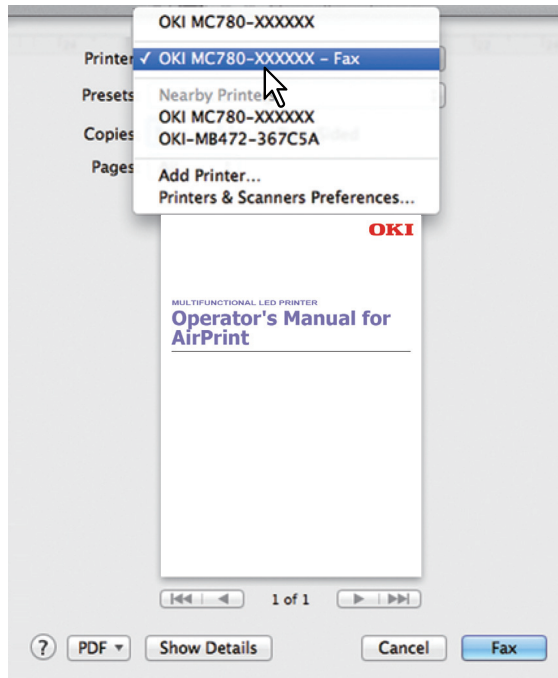 OKI MC780-XXXXXX
Printer ✓ OKI MC780-XXXXXX – Fax
Presets Nearby Printe
OKI MC780-XXXXXX
Copies
OKI-MB472-367C5A
Pages
Add Printer...
Printers & Scanners Preferences...
OKI
MULTIFUNCTIONAL LED PRINTER
Operator's Manual for
AirPrint
1 of 1
? PDF Show Details Cancel Fax